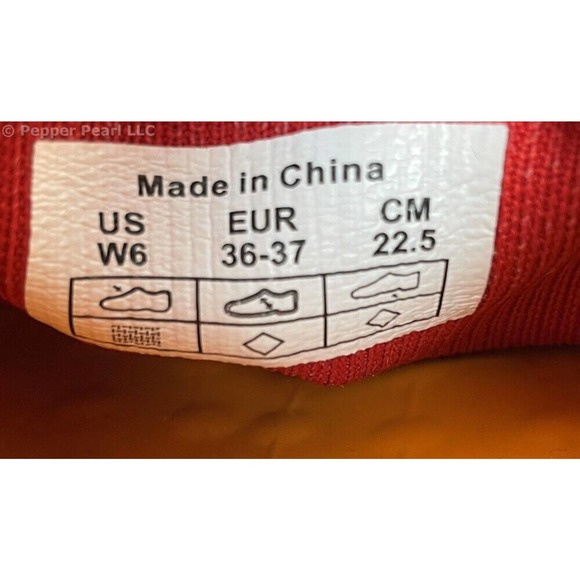 © Pepper Pearl LLC
Made in China
US EUR CM
W6 36-37 22.5